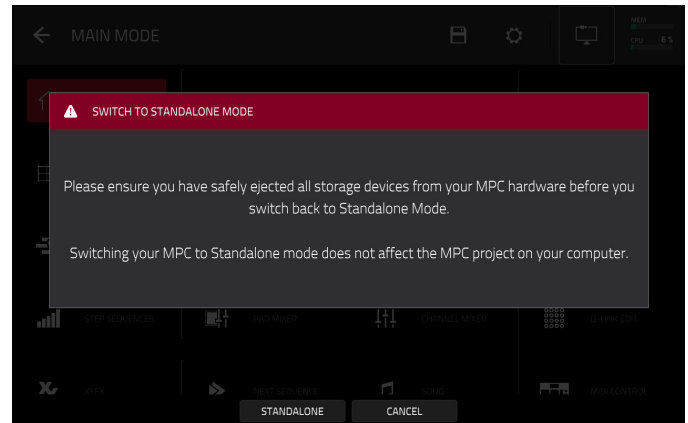 MAIN MODE
MEM
CPU 6%
SWITCH TO STANDALONE MODE
Please ensure you have safely ejected all storage devices from your MPC hardware before you
switch back to Standalone Mode.
Switching your MPC to Standalone mode does not affect the MPC project on your computer.
STEP SEQUENCER
PAD MIXER
CHANNEL MIXER
Q-LINK EDIT
XYFX
NEXT SEQUENCE
SONG
MIDI CONTROL
STANDALONE
CANCEL